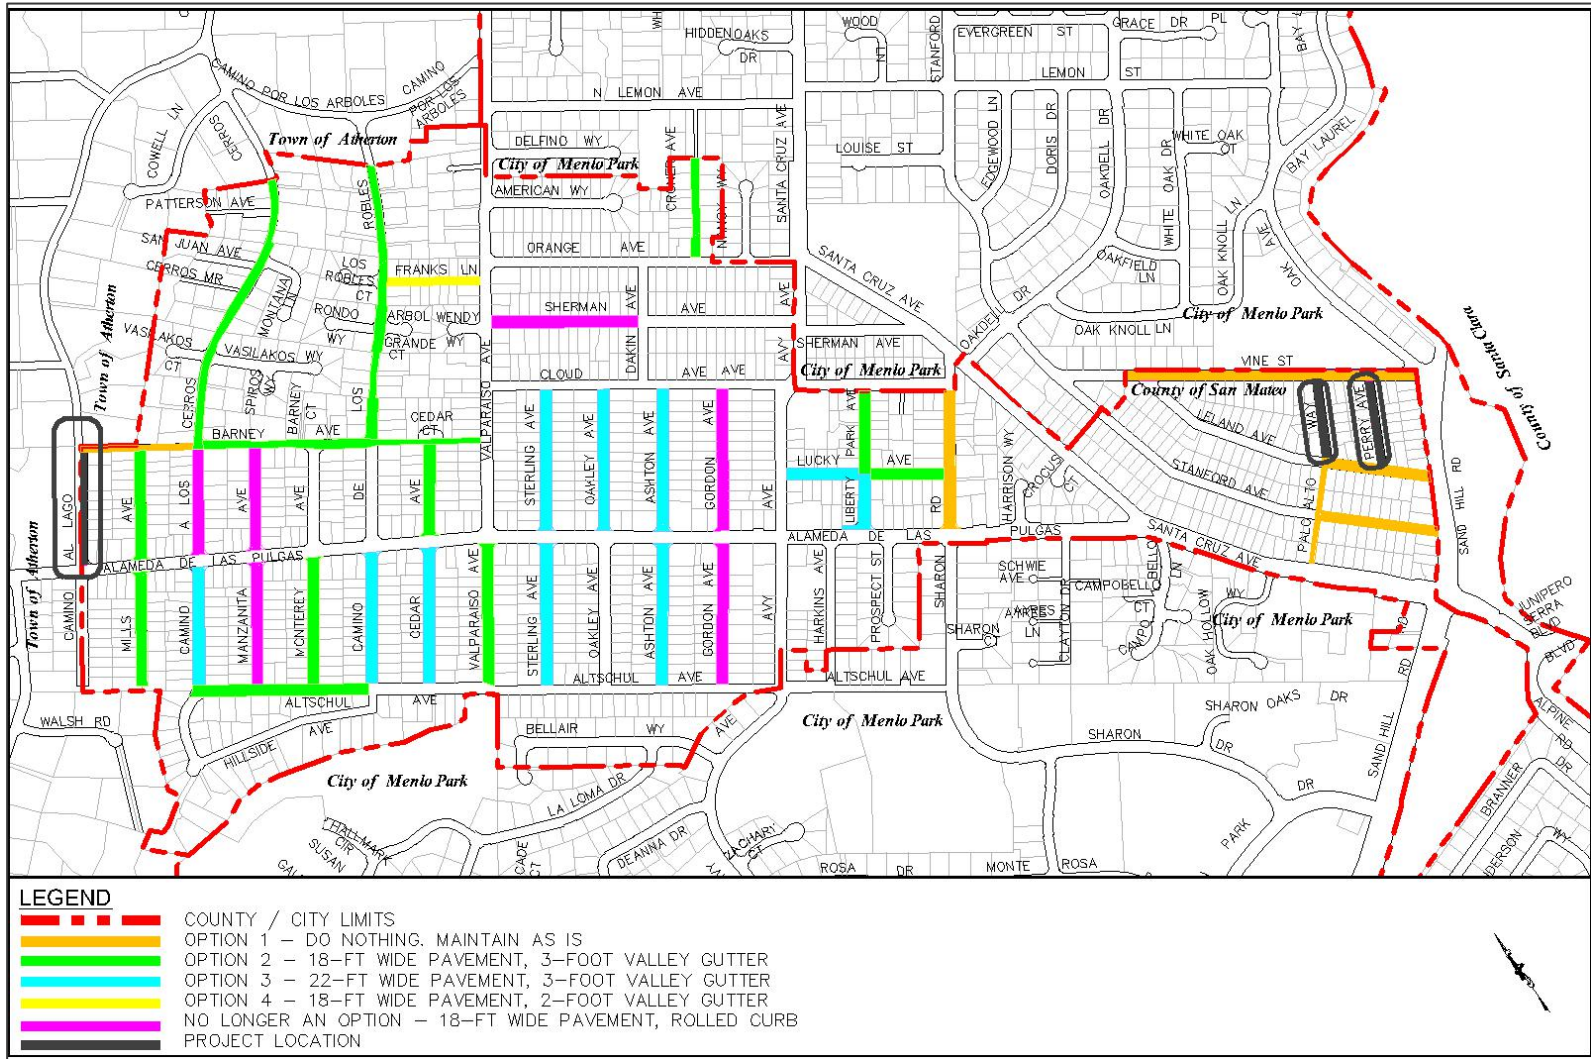 WOOD
LN
STANFORD
GRACE DR
PL
EVERGREEN ST
HIDDENOAKS
DR
LEMON ST
CAMINO POR LOS ARBOLES
CAMINO
POR LOS
ARBOLES
N LEMON AVE
COWELL LN
CERROS
Town of Atherton
DELFINO WY
City of Menlo Park
AMERICAN WY
SANTA CRUZ AVE
LOUISE ST
EDGEWOOD LN
DORIS DR
OAKDELL DR
WHITE OAK
CT
WHITE OAK DR
BAY LAUREL
OAK KNOLL LN
OAK AVE
PATTERSON AVE
ROBLES
NANCY WY
SAN JUAN AVE
CERROS MR
MONTANA
LN
LOS
ROBLES
CT
FRANKS LN
ORANGE AVE
SANTA CRUZ AVE
OAKFIELD
LN
OAKDELL DR
OAK KNOLL LN
City of Menlo Park
County of Santa Clara
Town of Atherton
RONDO
WY
ARBOL
GRANDE
CT
WENDY
WY
SHERMAN AVE
DAKIN AVE
SHERMAN AVE
City of Menlo Park
VASILAKOS
CT
VASILAKOS WY
SPIROS
WY
BARNEY
CT
CLOUD AVE AVE
VINE ST
County of San Mateo
CERROS
LOS
CEDAR
CT
BARNEY AVE
VALPARAISO AVE
STERLING AVE
OAKLEY AVE
ASHTON AVE
GORDON AVE
AVY AVE
PARK AVE
LUCKY AVE
LIBERTY
RD
HARRISON WY
CROCUS
CT
LELAND AVE
WAY
PERRY AVE
STANFORD AVE
PALO ALTO
SAND HILL RD
AL LAGO
AVE
A LOS
AVE
AVE
DE
AVE
Town of Atherton
ALAMEDA DE LAS PULGAS
ALAMEDA DE LAS PULGAS
SANTA CRUZ AVE
CAMINO
MILLS
CAMINO
MANZANITA
MONTEREY
CAMINO
CEDAR
VALPARAISO AVE
STERLING AVE
OAKLEY AVE
ASHTON AVE
GORDON AVE
AVY
HARKINS AVE
PROSPECT ST
SHARON
SHARON
CT
SCHWIE
AVE
AYRES
LN
CLAYTON DR
CAMPOBELLO
CT
LN
OAK HOLLOW
WY
City of Menlo Park
JUNIPERO
SERRA
BLVD
BLVD
ALTSCHUL AVE
ALTSCHUL AVE
ALTSCHUL AVE
WALSH RD
HILLSIDE AVE
BELLAIR WY
AVE
City of Menlo Park
SHARON OAKS DR
SHARON DR
DR
SAND HILL RD
RD
ALPINE
RD
BRANNER DR
WY
City of Menlo Park
LA LOMA DR
HALLMARK
CIR
SUSAN
CADE
CT
DEANNA DR
ZACHARY
CT
ROSA DR
MONTE ROSA
PARK
LEGEND
COUNTY / CITY LIMITS
OPTION 1 – DO NOTHING. MAINTAIN AS IS
OPTION 2 – 18–FT WIDE PAVEMENT, 3–FOOT VALLEY GUTTER
OPTION 3 – 22–FT WIDE PAVEMENT, 3–FOOT VALLEY GUTTER
OPTION 4 – 18–FT WIDE PAVEMENT, 2–FOOT VALLEY GUTTER
NO LONGER AN OPTION – 18–FT WIDE PAVEMENT, ROLLED CURB
PROJECT LOCATION